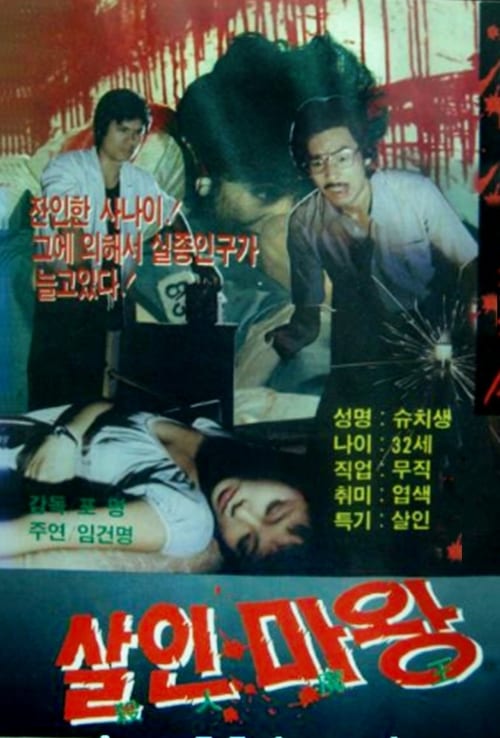 잔인한 사나이!
그에 의해서 실종인구가
늘고있다!
성명 : 슈치생
나이 : 32세
직업 : 무직
취미 : 엽색
특기 : 살인
감독 포 명
주연/임건명
살인마왕